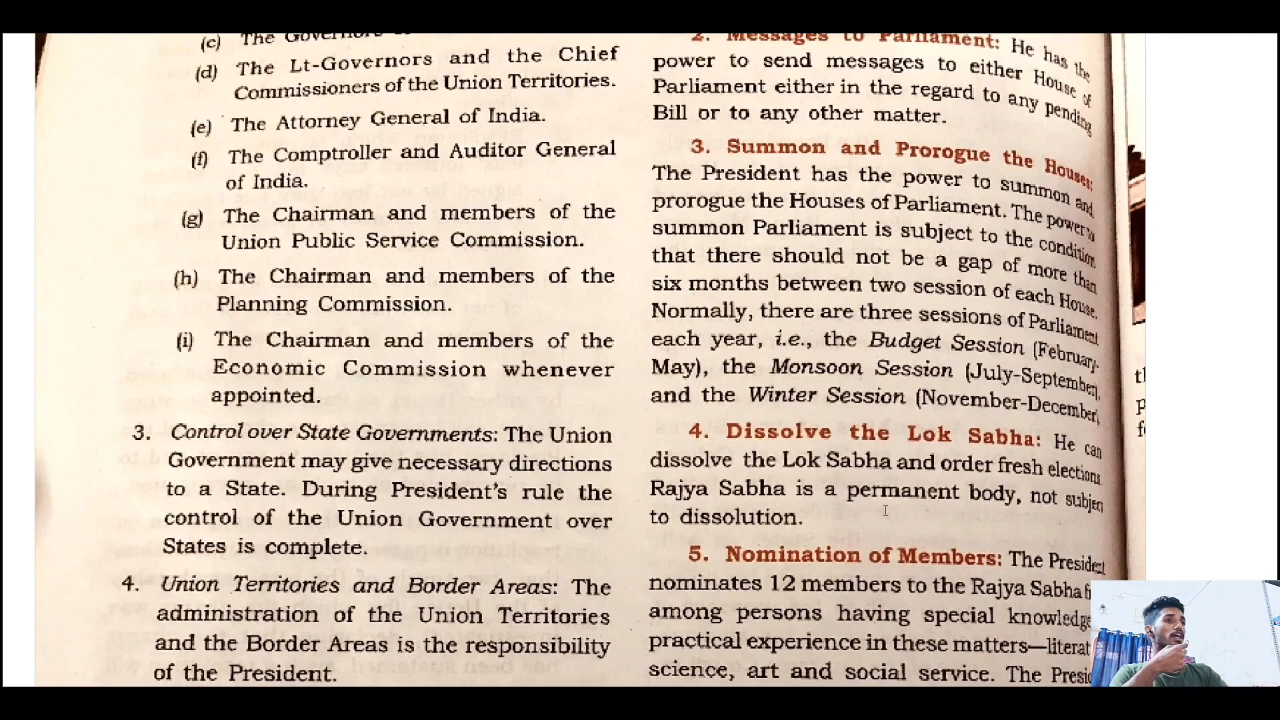 (c) The Governors
(d) The Lt-Governors and the Chief
Commissioners of the Union Territories.
(e) The Attorney General of India.
(f) The Comptroller and Auditor General
of India.
(g) The Chairman and members of the
Union Public Service Commission.
(h) The Chairman and members of the
Planning Commission.
(i) The Chairman and members of the
Economic Commission whenever
appointed.
3. Control over State Governments: The Union
Government may give necessary directions
to a State. During President's rule the
control of the Union Government over
States is complete.
4. Union Territories and Border Areas: The
administration of the Union Territories
and the Border Areas is the responsibility
of the President.
2. Messages to Parliament: He has the
power to send messages to either House of
Parliament either in the regard to any pending
Bill or to any other matter.
3. Summon and Prorogue the Houses:
The President has the power to summon and
prorogue the Houses of Parliament. The power to
summon Parliament is subject to the condition
that there should not be a gap of more than
six months between two session of each House.
Normally, there are three sessions of Parliament
each year, i.e., the Budget Session (February-
May), the Monsoon Session (July-September),
and the Winter Session (November-December)
4. Dissolve the Lok Sabha: He can
dissolve the Lok Sabha and order fresh elections.
Rajya Sabha is a permanent body, not subject
to dissolution.
5. Nomination of Members: The President
nominates 12 members to the Rajya Sabha
among persons having special knowledge
practical experience in these matters—literat
science, art and social service. The Presid